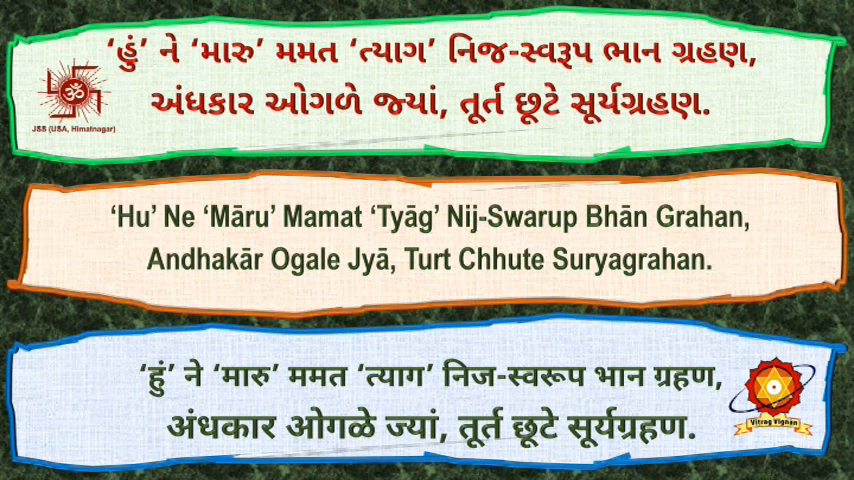 ‘હું’ ને ‘મારુ’ મમત ‘ત્યાગ’ નિજ-સ્વરૂપ ભાન ગ્રહણ,
અંધકાર ઓગળે જ્યાં, તૂર્ત છૂટે સૂર્યગ્રહણ.
ૐ
JSS (USA, Himatnagar)
‘Hu’ Ne ‘Māru’ Mamat ‘Tyāg’ Nij-Swarup Bhān Grahan,
Andhakār Ogale Jyā, Turt Chhute Suryagrahan.
‘हुं’ ने ‘मारु’ ममत ‘त्याग’ निज-स्वरूप भान ग्रहण,
अंधकार ओगळे ज्यां, तूर्त छूटे सूर्यग्रहण.
Vitrag Vignan